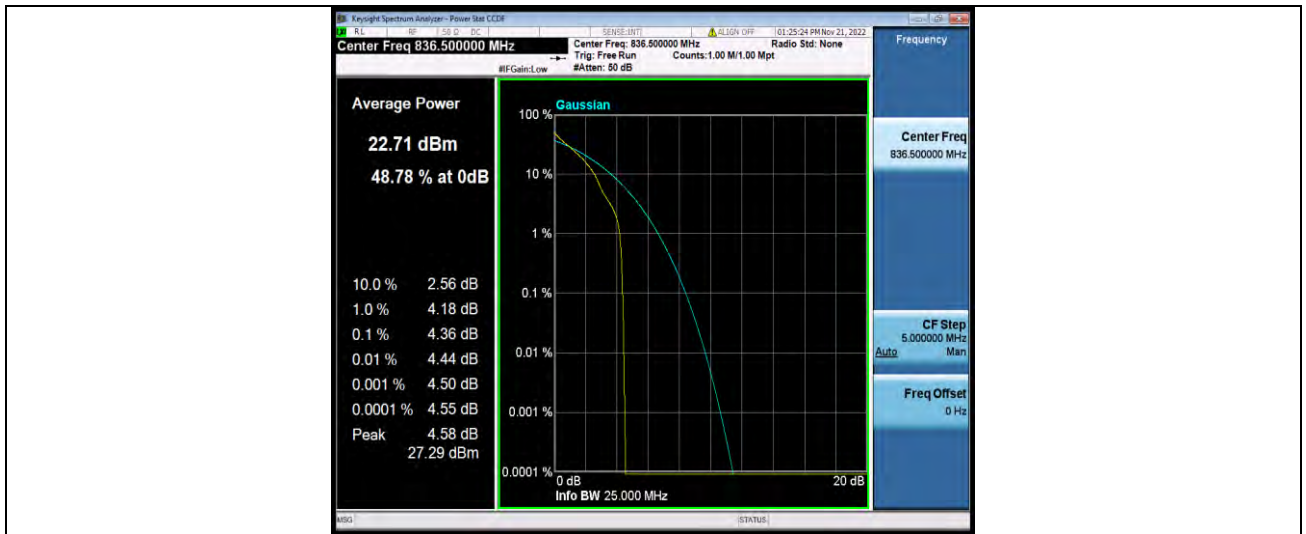 Keysight Spectrum Analyzer - Power Stat CCDF
RL RF 50 Ω DC SENSE:INT ALIGN OFF 01:25:24 PM Nov 21, 2022
Center Freq 836.500000 MHz
Center Freq: 836.500000 MHz Radio Std: None
Trig: Free Run Counts:1.00 M/1.00 Mpt
#IFGain:Low #Atten: 50 dB
Frequency
Average Power
22.71 dBm
48.78 % at 0dB
10.0 % 2.56 dB
1.0 % 4.18 dB
0.1 % 4.36 dB
0.01 % 4.44 dB
0.001 % 4.50 dB
0.0001 % 4.55 dB
Peak 4.58 dB
27.29 dBm
Gaussian
100 %
10 %
1 %
0.1 %
0.01 %
0.001 %
0.0001 %
0 dB 20 dB
Info BW 25.000 MHz
Center Freq
836.500000 MHz
CF Step
5.000000 MHz
Auto Man
Freq Offset
0 Hz
MSG STATUS